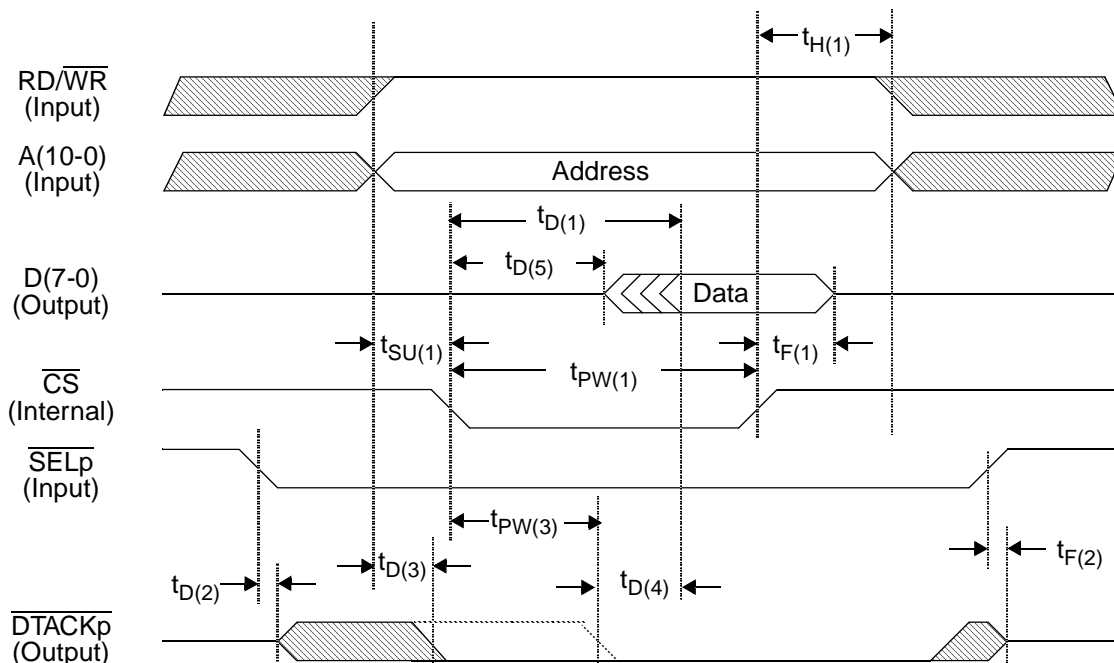 tH(1)
RD/WR
(Input)
A(10-0)
(Input)
Address
tD(1)
tD(5)
D(7-0)
(Output)
Data
tSU(1)
tF(1)
tPW(1)
CS
(Internal)
SELp
(Input)
tPW(3)
tD(3)
tF(2)
tD(2)
tD(4)
DTACKp
(Output)